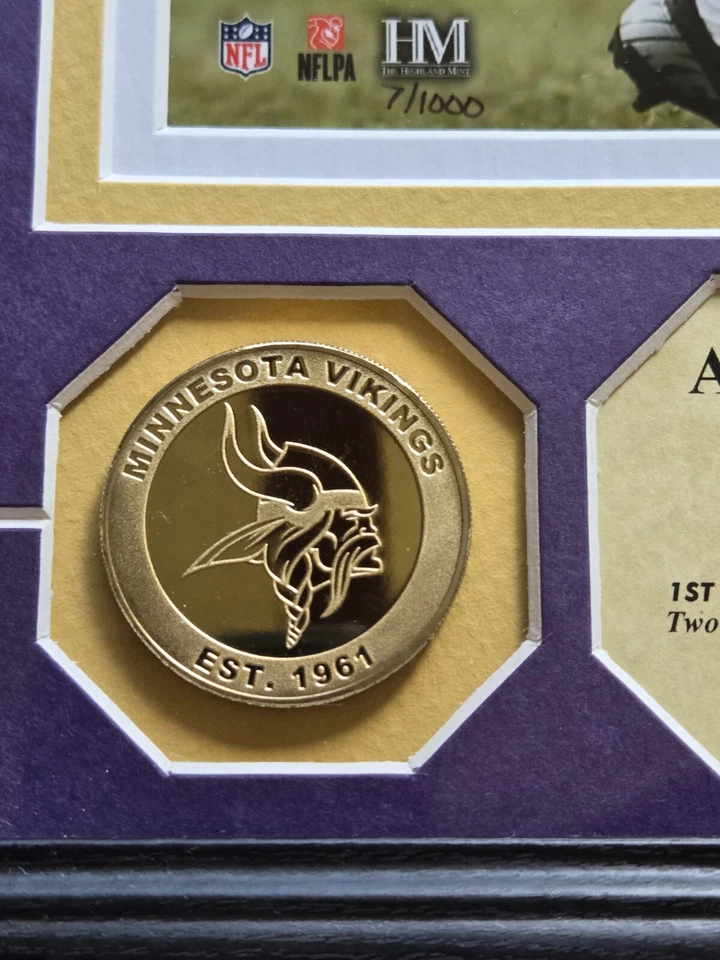 NFL
NFLPA
HM
THE HIGHLAND MINT
7/1000
MINNESOTA VIKINGS
EST. 1961
A
1ST
Two